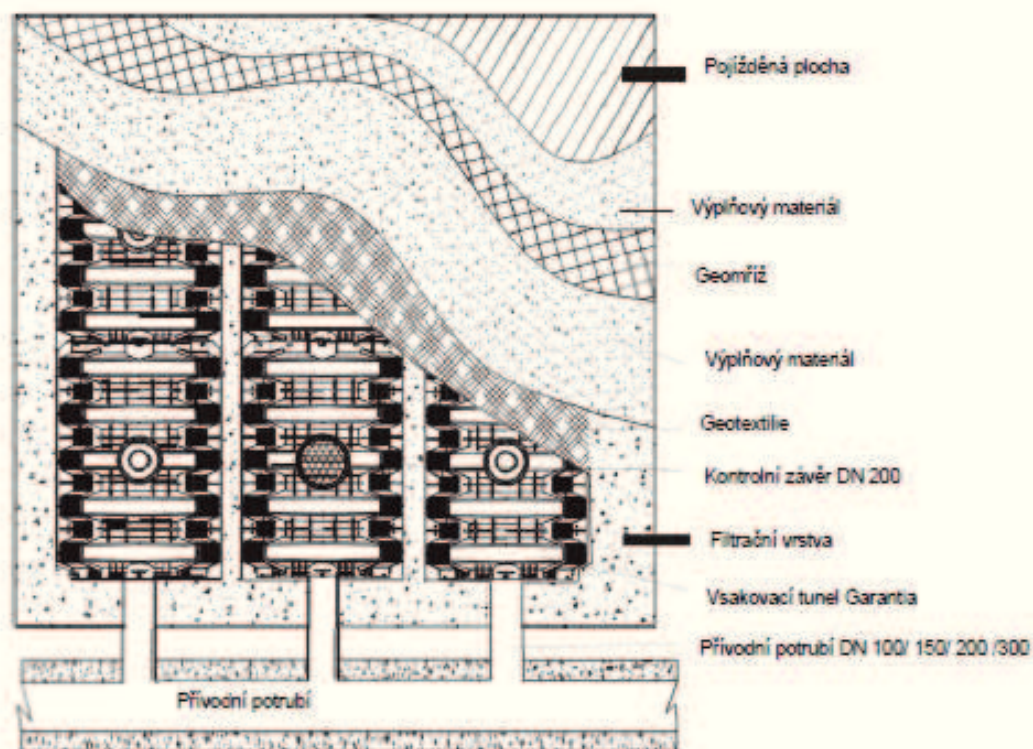 Pojížděná plocha
Výplňový materiál
Geomříž
Výplňový materiál
Geotextilie
Kontrolní závěr DN 200
Filtrační vrstva
Vsakovací tunel Garantia
Přívodní potrubí DN 100/ 150/ 200 /300
Přívodní potrubí